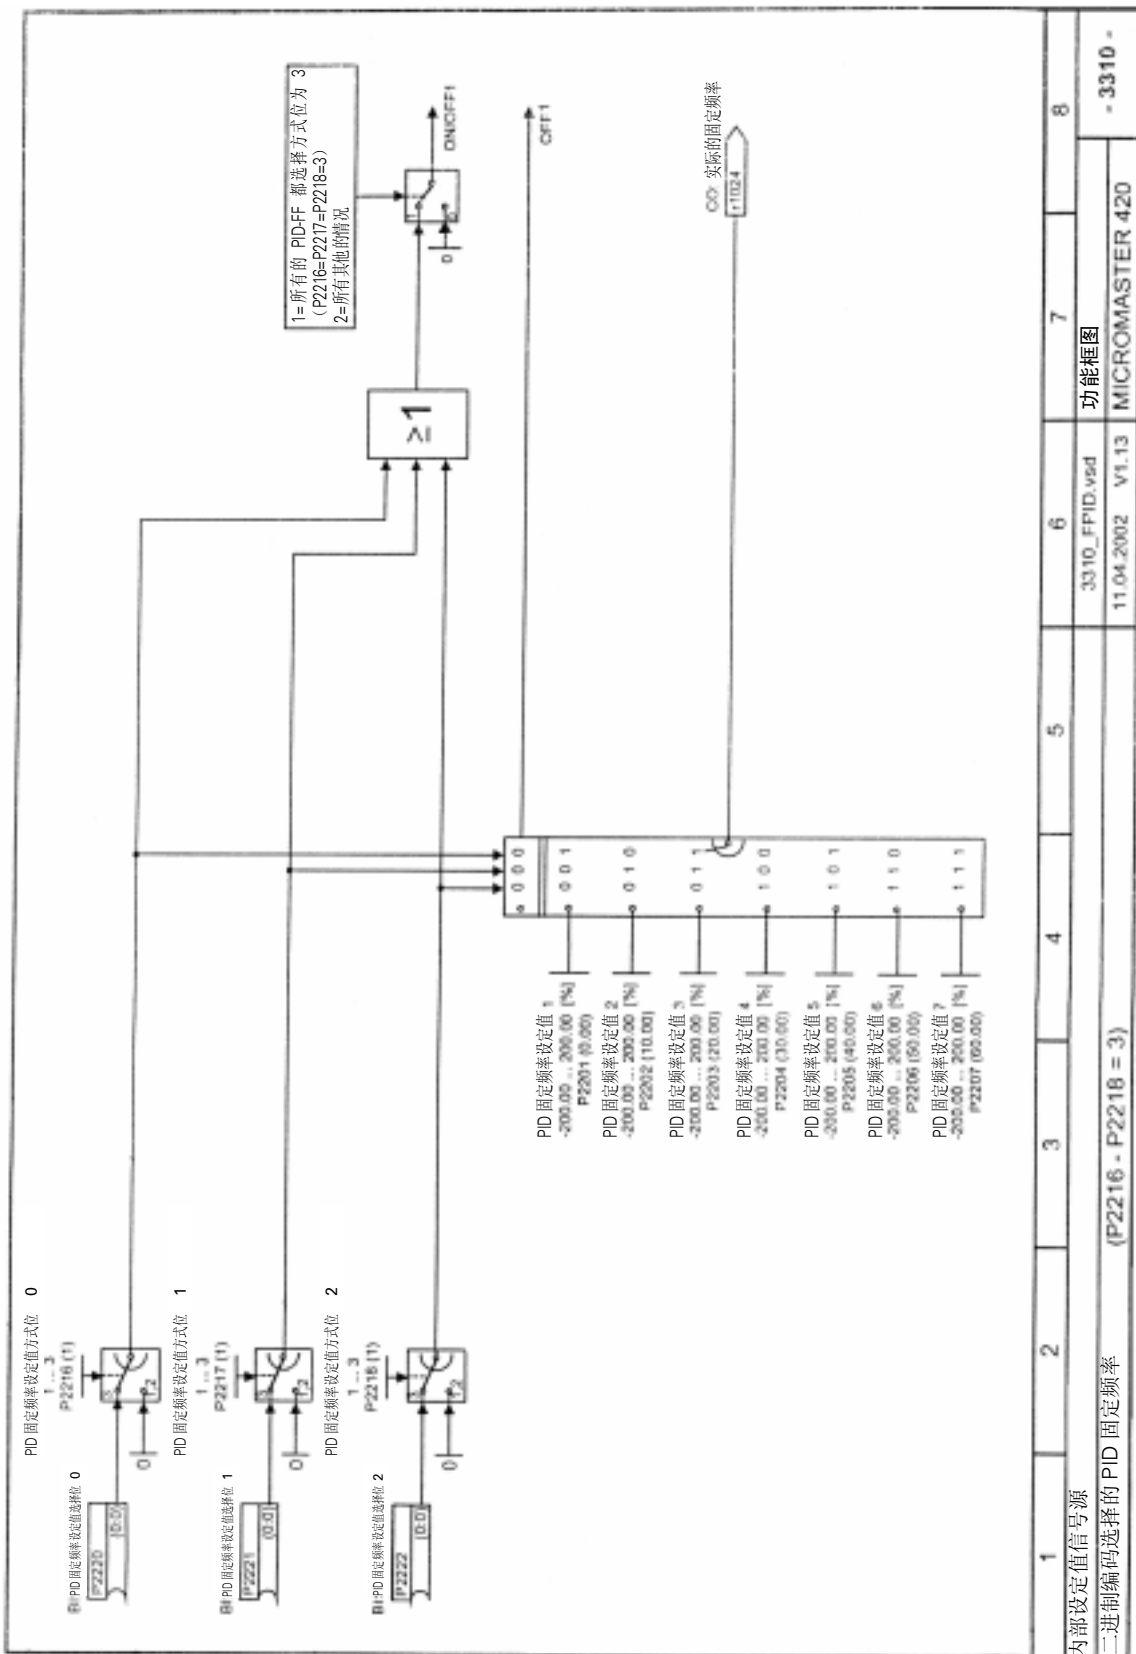 PID 固定频率设定值方式位 0
1 ... 3
P2216 (1)
BI:PID 固定频率设定值选择位 0
P2220
(0:0)
3
1,2
0
PID 固定频率设定值方式位 1
1 ... 3
P2217 (1)
BI:PID 固定频率设定值选择位 1
P2221
(0:0)
3
1,2
0
PID 固定频率设定值方式位 2
1 ... 3
P2218 (1)
BI:PID 固定频率设定值选择位 2
P2222
(0:0)
3
1,2
0
≥1
1=所有的 PID-FF 都选择方式位为 3
(P2216=P2217=P2218=3)
2=所有其他的情况
1
0
ON/OFF1
OFF1
0 0 0
0 0 1
0 1 0
0 1 1
1 0 0
1 0 1
1 1 0
1 1 1
PID 固定频率设定值 1
-200.00 ... 200.00 [%]
P2201 (0.00)
PID 固定频率设定值 2
-200.00 ... 200.00 [%]
P2202 (10.00)
PID 固定频率设定值 3
-200.00 ... 200.00 [%]
P2203 (20.00)
PID 固定频率设定值 4
-200.00 ... 200.00 [%]
P2204 (30.00)
PID 固定频率设定值 5
-200.00 ... 200.00 [%]
P2205 (40.00)
PID 固定频率设定值 6
-200.00 ... 200.00 [%]
P2206 (50.00)
PID 固定频率设定值 7
-200.00 ... 200.00 [%]
P2207 (60.00)
CO: 实际的固定频率
r1024
1 2 3 4 5 6 7 8
内部设定值信号源
3310_FPID.vsd
功能框图
- 3310 -
二进制编码选择的 PID 固定频率
(P2216 - P2218 = 3)
11.04.2002 V1.13
MICROMASTER 420